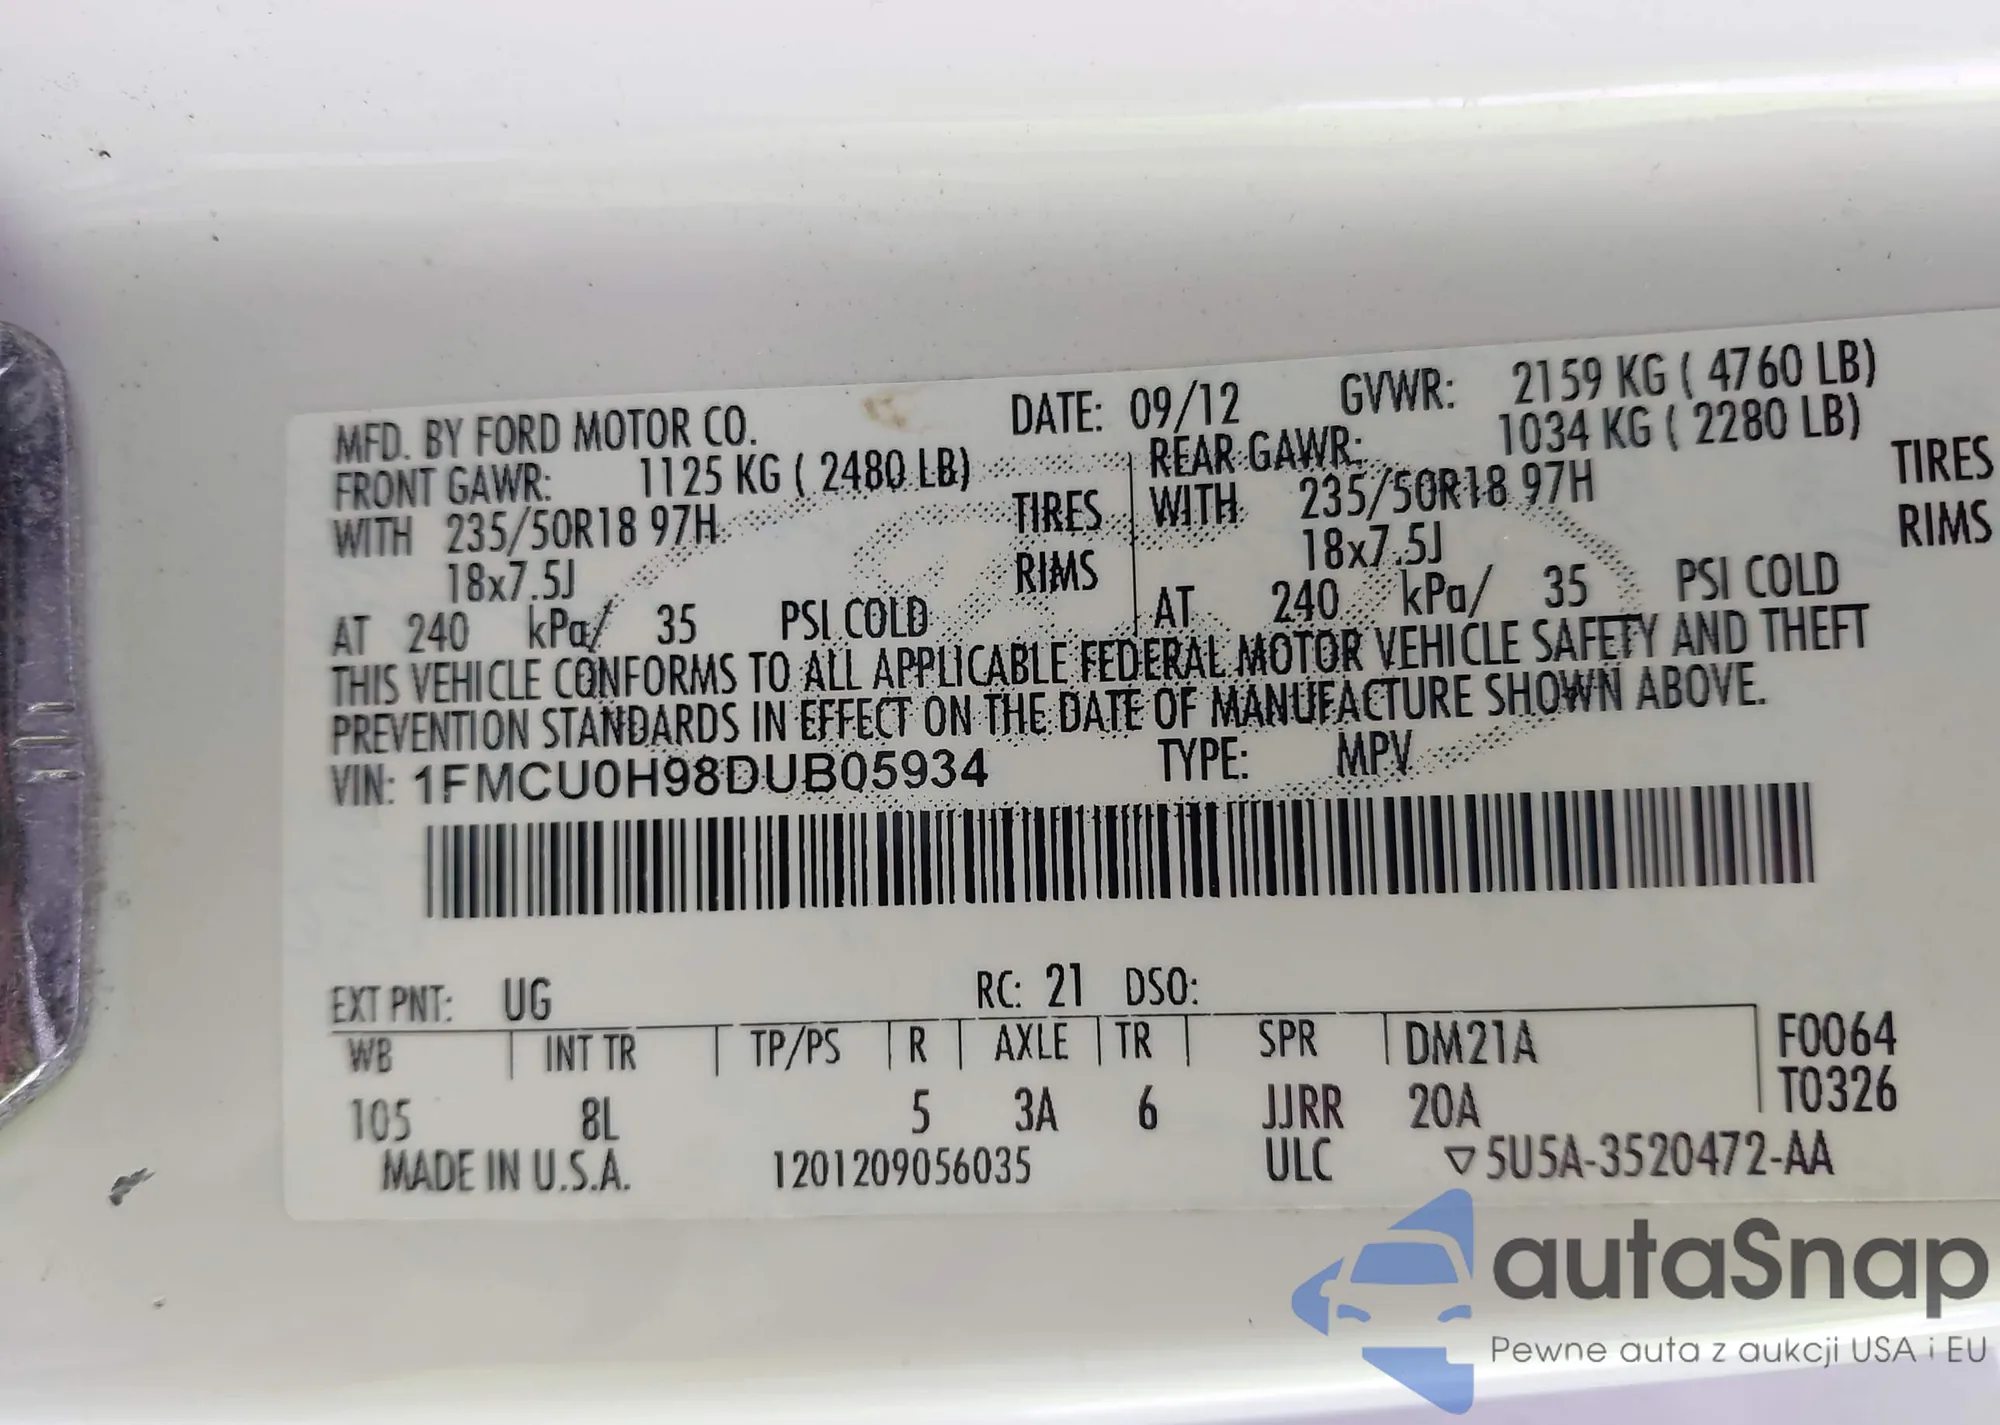 MFD. BY FORD MOTOR CO. DATE: 09/12 GVWR: 2159 KG ( 4760 LB)
FRONT GAWR: 1125 KG ( 2480 LB) REAR GAWR: 1034 KG ( 2280 LB)
WITH 235/50R18 97H TIRES WITH 235/50R18 97H TIRES
18x7.5J RIMS 18x7.5J RIMS
AT 240 kPa/ 35 PSI COLD AT 240 kPa/ 35 PSI COLD
THIS VEHICLE CONFORMS TO ALL APPLICABLE FEDERAL MOTOR VEHICLE SAFETY AND THEFT
PREVENTION STANDARDS IN EFFECT ON THE DATE OF MANUFACTURE SHOWN ABOVE.
VIN: 1FMCU0H98DUB05934 TYPE: MPV
EXT PNT: UG RC: 21 DSO:
WB INT TR TP/PS R AXLE TR SPR DM21A F0064
105 8L 5 3A 6 JJRR 20A T0326
MADE IN U.S.A. 1201209056035 ULC ▽5U5A-3520472-AA
autaSnap
Pewne auta z aukcji USA i EU